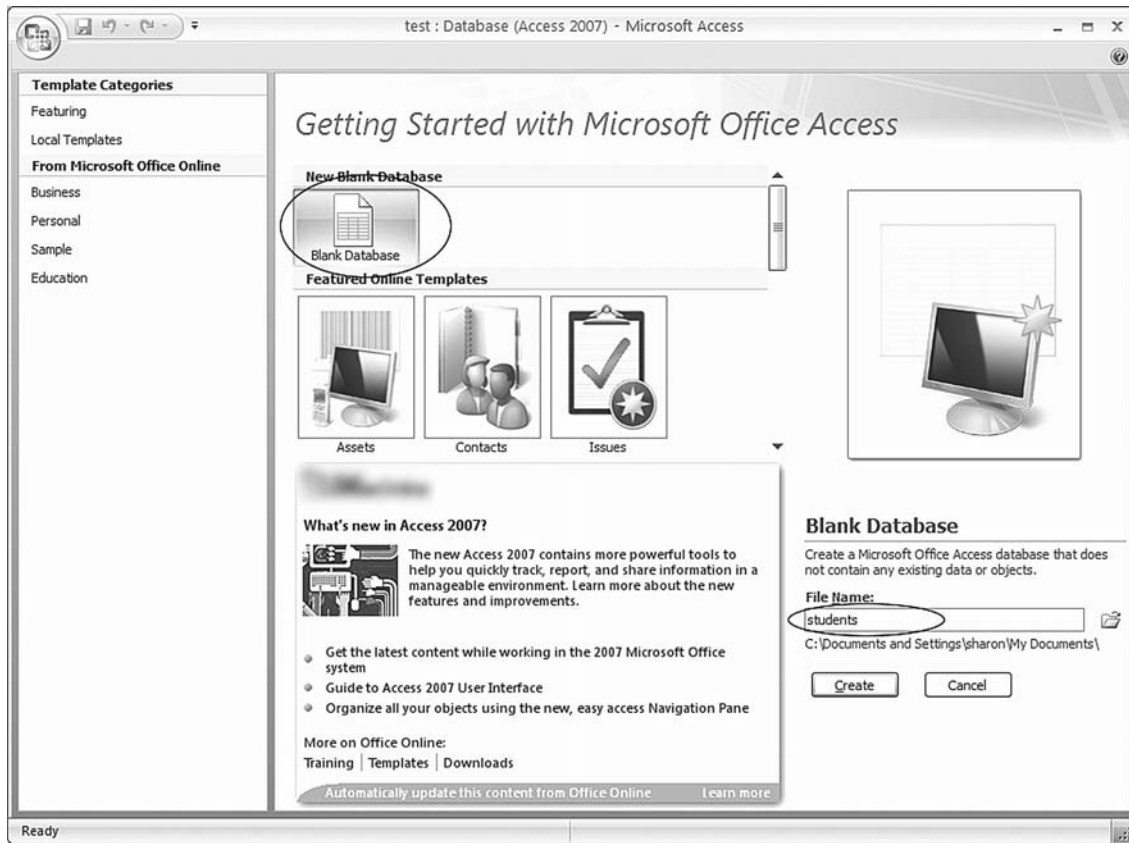 test : Database (Access 2007) - Microsoft Access
Template Categories
Featuring
Local Templates
From Microsoft Office Online
Business
Personal
Sample
Education
Getting Started with Microsoft Office Access
New Blank Database
Blank Database
Featured Online Templates
Assets
Contacts
Issues
What's new in Access 2007?
The new Access 2007 contains more powerful tools to
help you quickly track, report, and share information in a
manageable environment. Learn more about the new
features and improvements.
Get the latest content while working in the 2007 Microsoft Office
system
Guide to Access 2007 User Interface
Organize all your objects using the new, easy access Navigation Pane
More on Office Online:
Training | Templates | Downloads
Automatically update this content from Office Online Learn more
Blank Database
Create a Microsoft Office Access database that does
not contain any existing data or objects.
File Name:
students
C:\Documents and Settings\sharon\My Documents\
Create Cancel
Ready